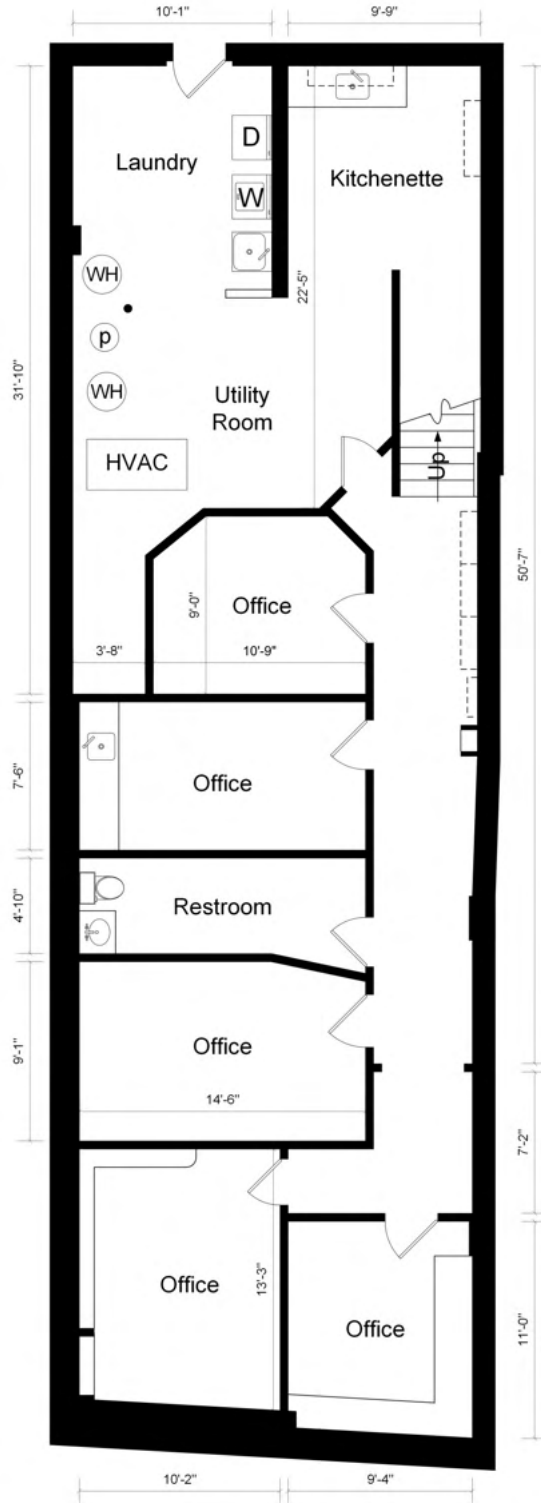 10'-1"
9'-9"
D
Laundry
Kitchenette
W
WH
22'-5"
p
31'-10"
WH
Utility
Room
HVAC
Up
50'-7"
9'-0"
Office
3'-8"
10'-9"
7'-6"
Office
4'-10"
Restroom
9'-1"
Office
14'-6"
7'-2"
Office
13'-3"
Office
11'-0"
10'-2"
9'-4"